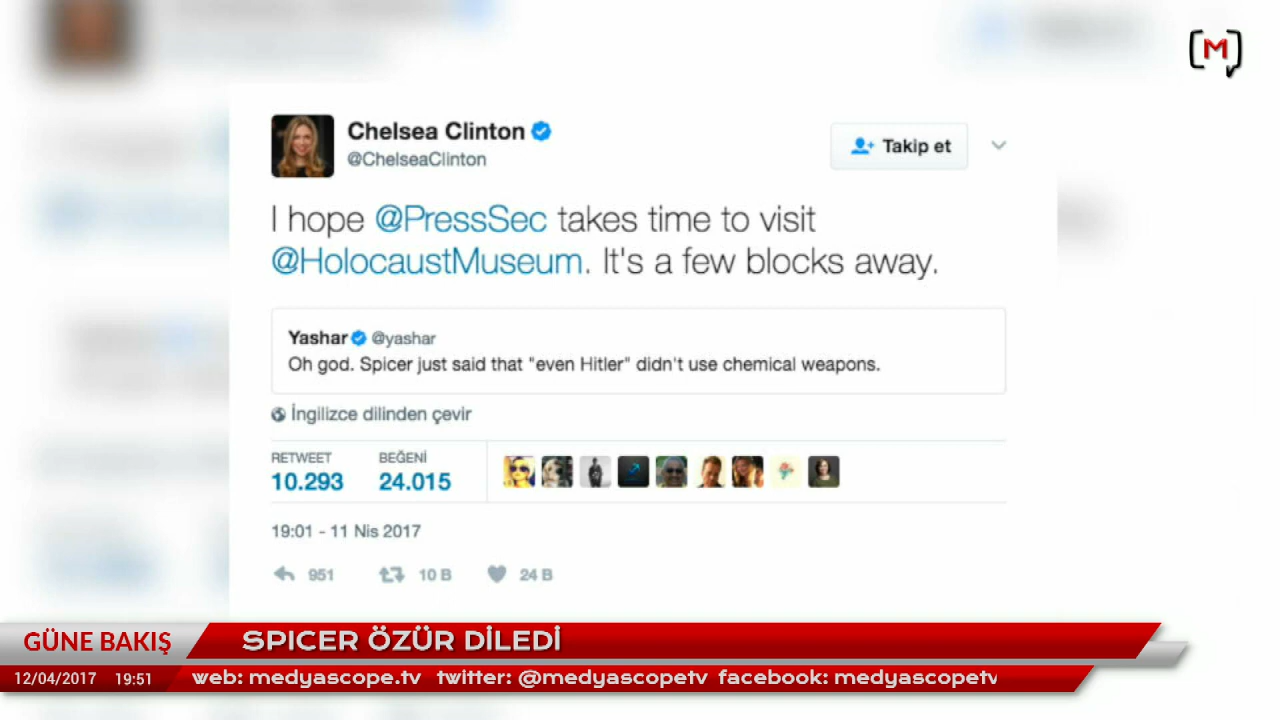 [M]
Chelsea Clinton
@ChelseaClinton
Takip et
I hope @PressSec takes time to visit
@HolocaustMuseum. It's a few blocks away.
Yashar @yashar
Oh god. Spicer just said that "even Hitler" didn't use chemical weapons.
İngilizce dilinden çevir
RETWEET BEĞENİ
10.293 24.015
19:01 - 11 Nis 2017
951 10 B 24 B
GÜNE BAKIŞ SPICER ÖZÜR DİLEDİ
12/04/2017 19:51 web: medyascope.tv twitter: @medyascopetv facebook: medyascopetv